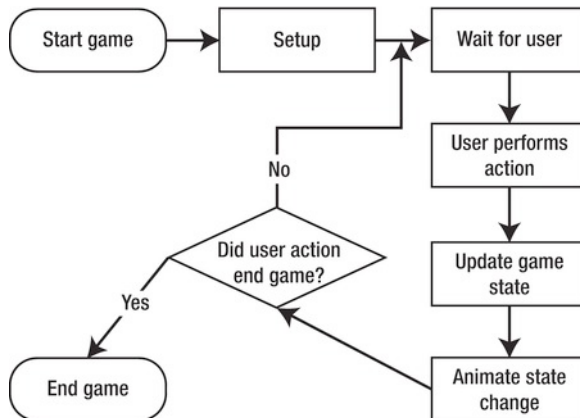 Start game
Setup
Wait for user
User performs
action
Update game
state
Animate state
change
Did user action
end game?
No
Yes
End game